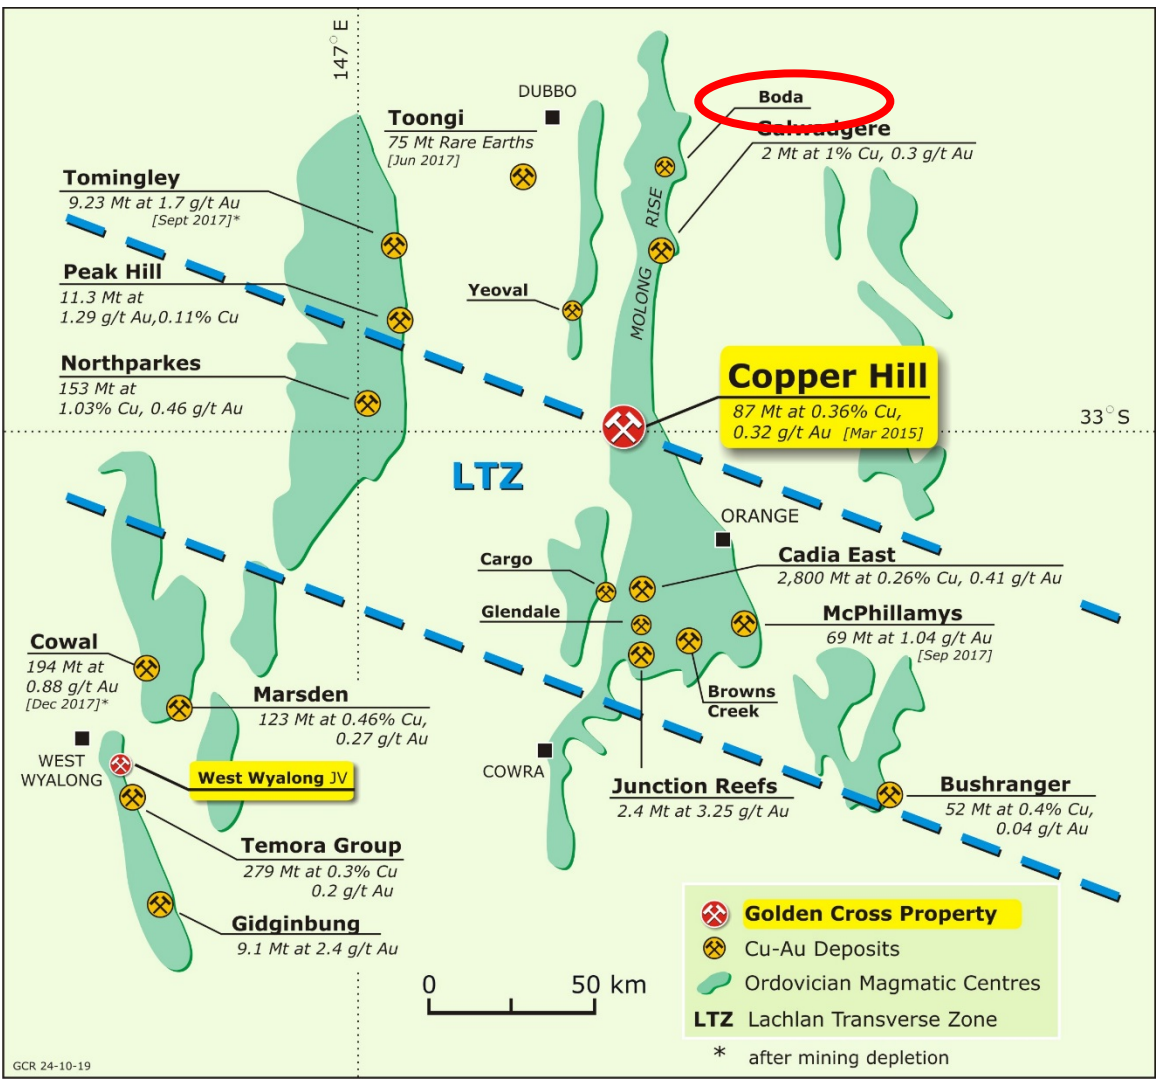 147° E
DUBBO
Boda
Toongi
75 Mt Rare Earths
[Jun 2017]
Galwadgere
2 Mt at 1% Cu, 0.3 g/t Au
Tomingley
9.23 Mt at 1.7 g/t Au
[Sept 2017]*
MOLONG RISE
Peak Hill
11.3 Mt at
1.29 g/t Au,0.11% Cu
Yeoval
Northparkes
153 Mt at
1.03% Cu, 0.46 g/t Au
Copper Hill
87 Mt at 0.36% Cu,
0.32 g/t Au [Mar 2015]
33° S
LTZ
ORANGE
Cargo
Cadia East
2,800 Mt at 0.26% Cu, 0.41 g/t Au
Glendale
McPhillamys
69 Mt at 1.04 g/t Au
[Sep 2017]
Cowal
194 Mt at
0.88 g/t Au
[Dec 2017]*
Marsden
123 Mt at 0.46% Cu,
0.27 g/t Au
Browns
Creek
WEST
WYALONG
West Wyalong JV
COWRA
Junction Reefs
2.4 Mt at 3.25 g/t Au
Bushranger
52 Mt at 0.4% Cu,
0.04 g/t Au
Temora Group
279 Mt at 0.3% Cu
0.2 g/t Au
Gidginbung
9.1 Mt at 2.4 g/t Au
0 50 km
Golden Cross Property
Cu-Au Deposits
Ordovician Magmatic Centres
LTZ Lachlan Transverse Zone
* after mining depletion
GCR 24-10-19